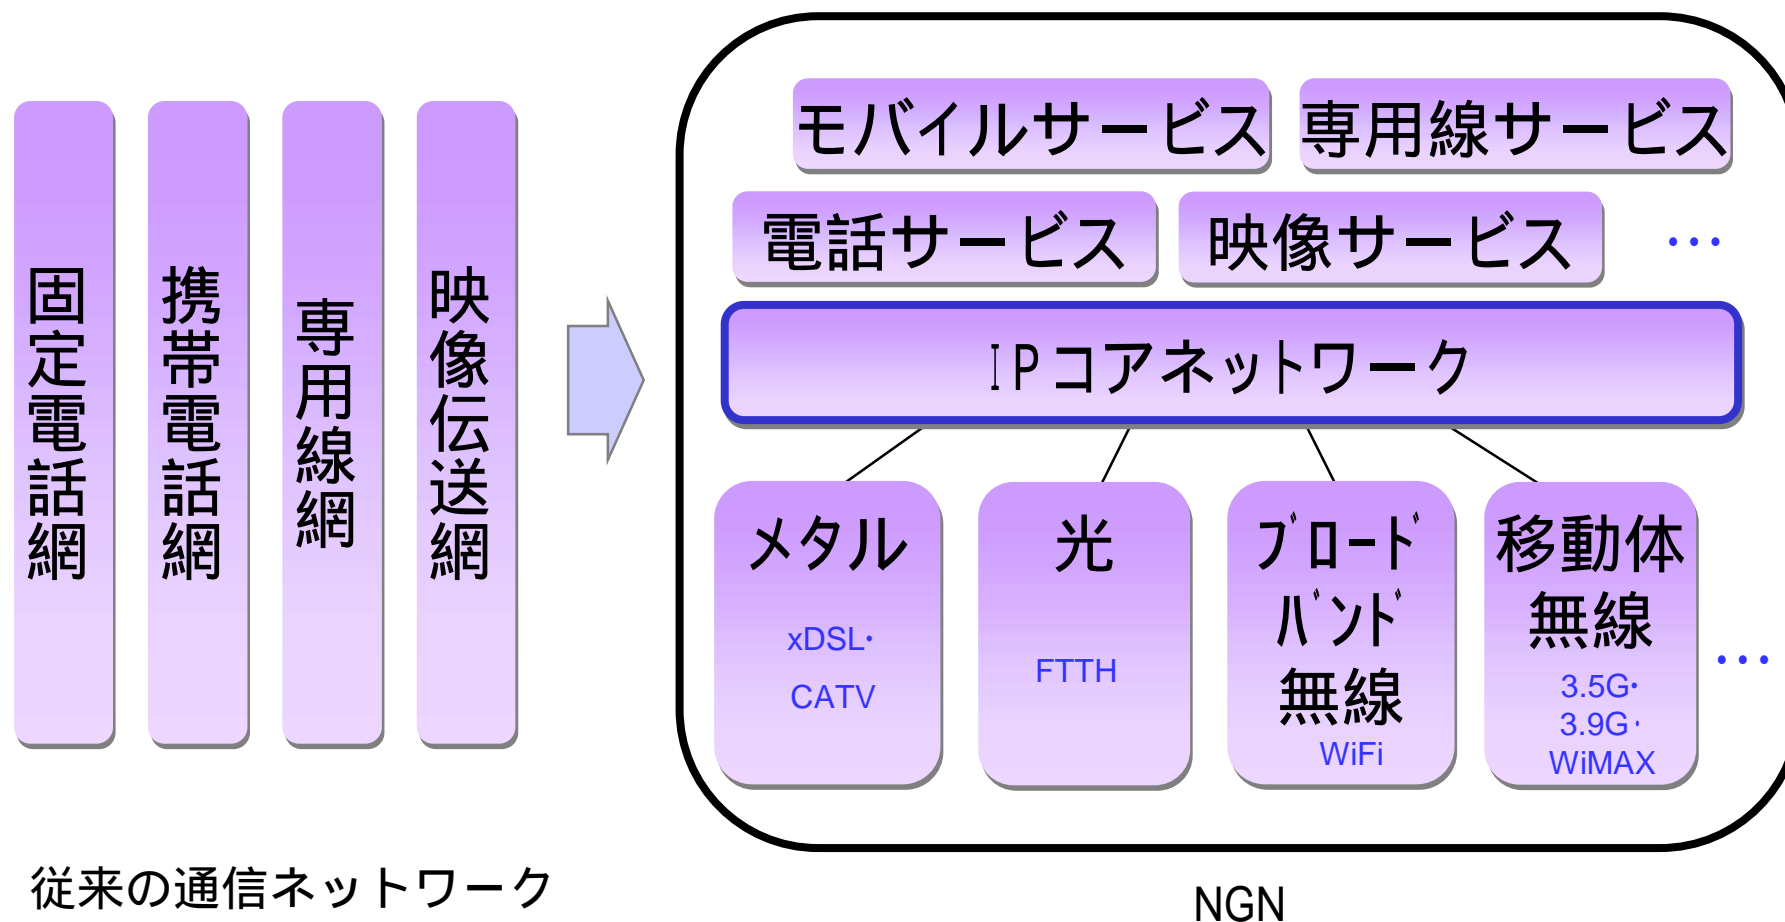 固定電話網
携帯電話網
専用線網
映像伝送網
従来の通信ネットワーク
モバイルサービス
専用線サービス
電話サービス
映像サービス
・・・
IPコアネットワーク
メタル
xDSL・
CATV
光
FTTH
ﾌﾞﾛｰﾄﾞ
ﾊﾞﾝﾄﾞ
無線
WiFi
移動体
無線
3.5G・
3.9G・
WiMAX
・・・
NGN